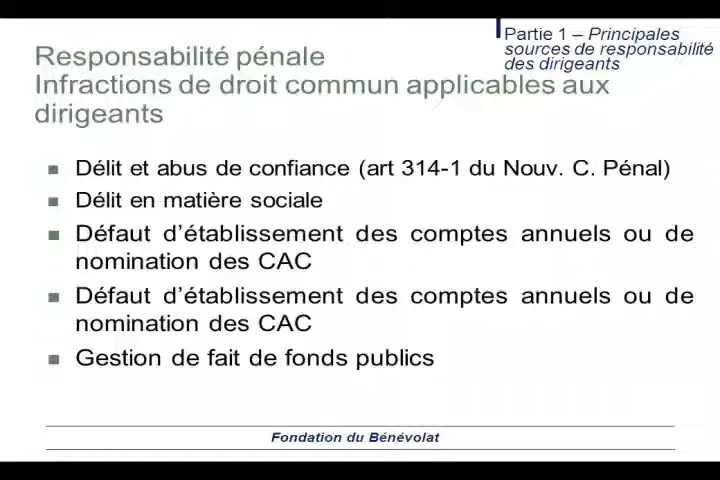 Partie 1 – Principales
sources de responsabilité
des dirigeants
Responsabilité pénale
Infractions de droit commun applicables aux
dirigeants
Délit et abus de confiance (art 314-1 du Nouv. C. Pénal)
Délit en matière sociale
Défaut d’établissement des comptes annuels ou de
nomination des CAC
Défaut d’établissement des comptes annuels ou de
nomination des CAC
Gestion de fait de fonds publics
Fondation du Bénévolat